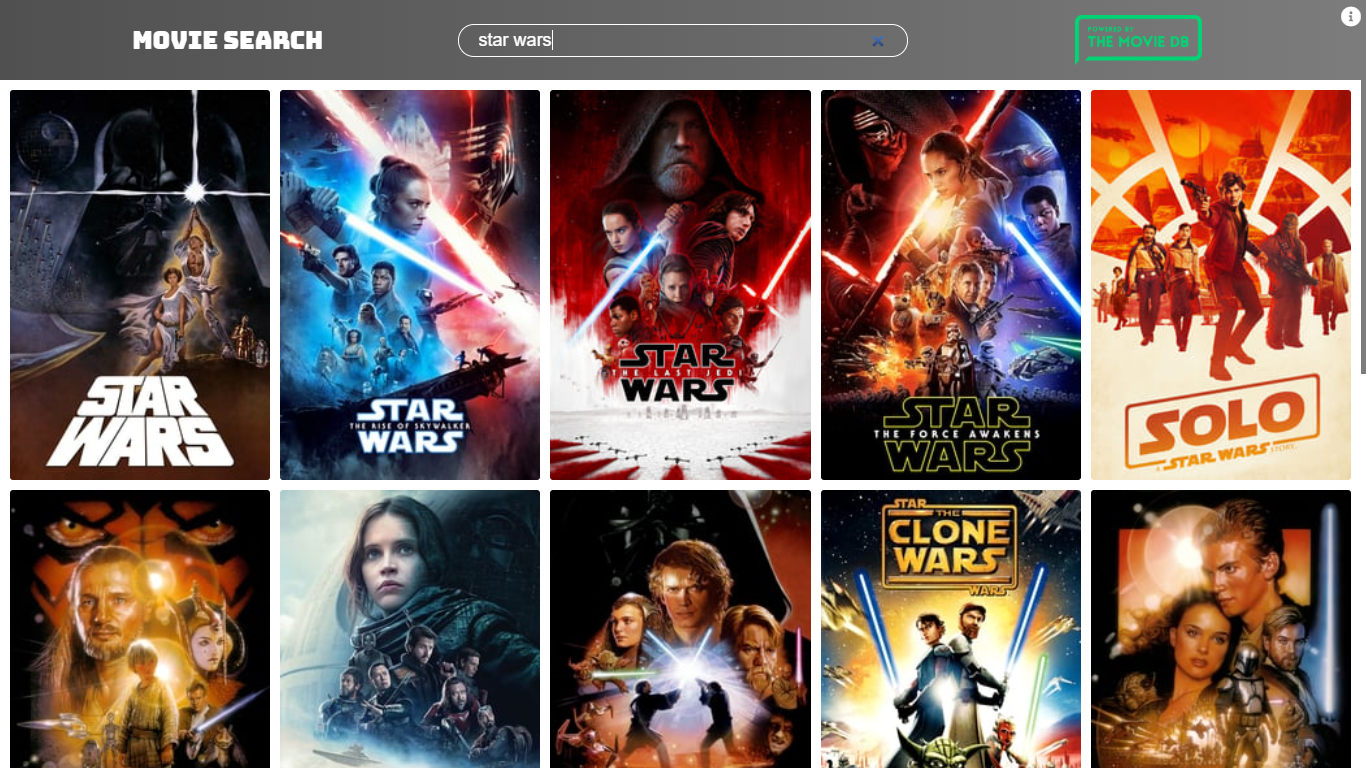 MOVIE SEARCH
star wars
POWERED BY
THE MOVIE DB
STAR
WARS
STAR
THE RISE OF SKYWALKER
WARS
STAR
THE LAST JEDI
WARS
STAR
THE FORCE AWAKENS
WARS
SOLO
A STAR WARS STORY
STAR
THE
CLONE
WARS
WARS